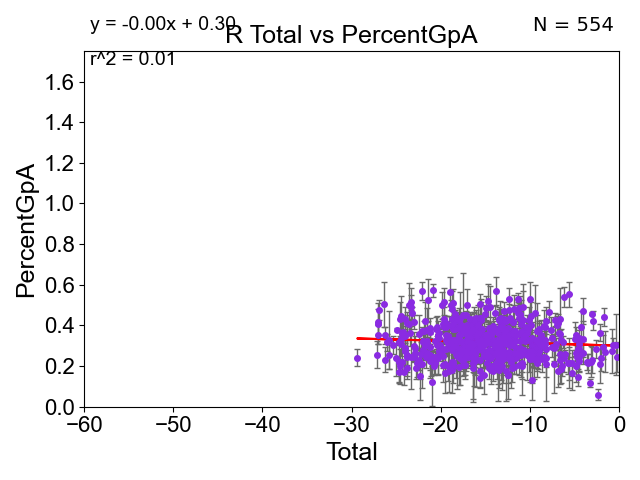 y = -0.00x + 0.30
R Total vs PercentGpA
N = 554
r^2 = 0.01
PercentGpA
1.6
1.4
1.2
1.0
0.8
0.6
0.4
0.2
0.0
−60
−50
−40
−30
−20
−10
0
Total